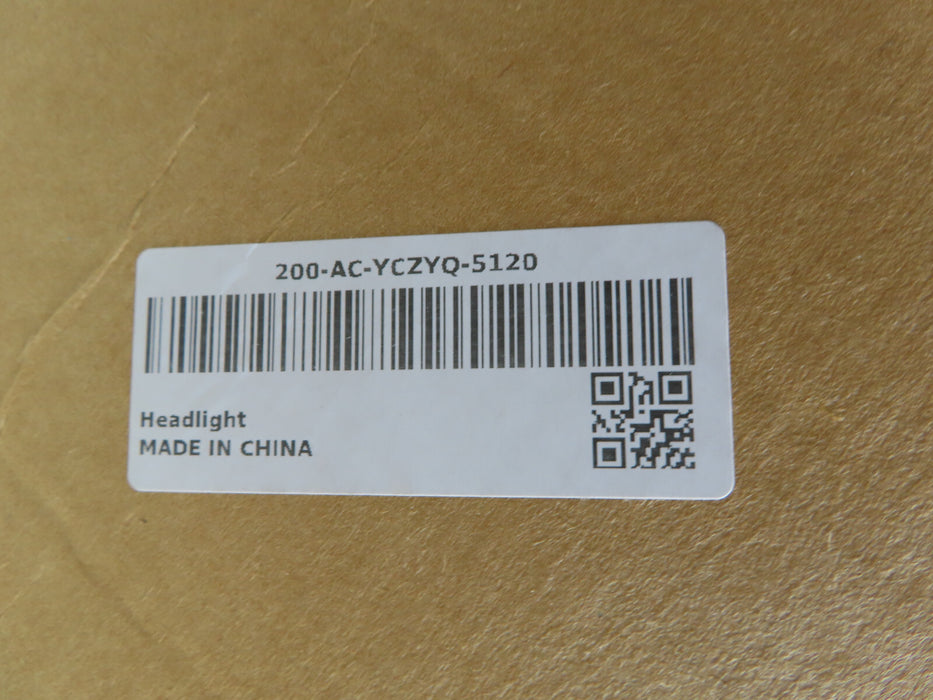 200-AC-YCZYQ-5120
Headlight
MADE IN CHINA